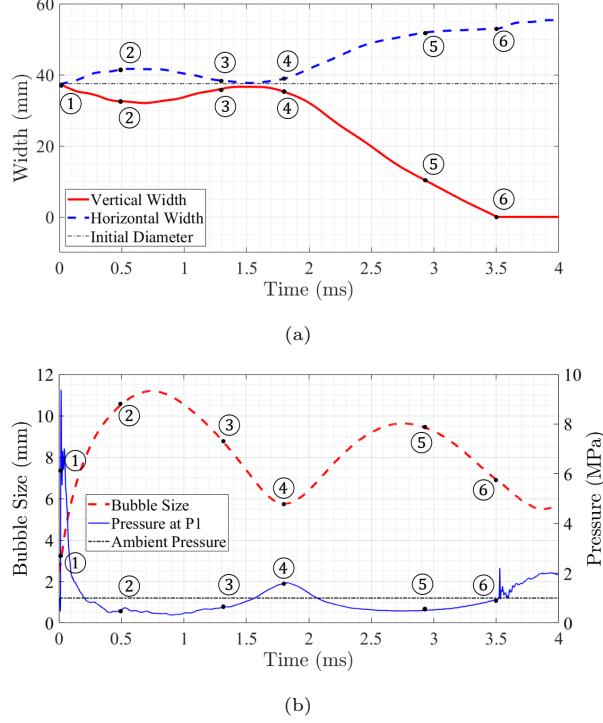 60
40
20
0
Width (mm)
① ② ③ ④ ⑤ ⑥
① ② ③ ④ ⑤ ⑥
Vertical Width
Horizontal Width
Initial Diameter
0 0.5 1 1.5 2 2.5 3 3.5 4
Time (ms)
(a)
12
10
8
6
4
2
0
Bubble Size (mm)
10
8
6
4
2
0
Pressure (MPa)
① ② ③ ④ ⑤ ⑥
① ② ③ ④ ⑤ ⑥
Bubble Size
Pressure at P1
Ambient Pressure
0 0.5 1 1.5 2 2.5 3 3.5 4
Time (ms)
(b)